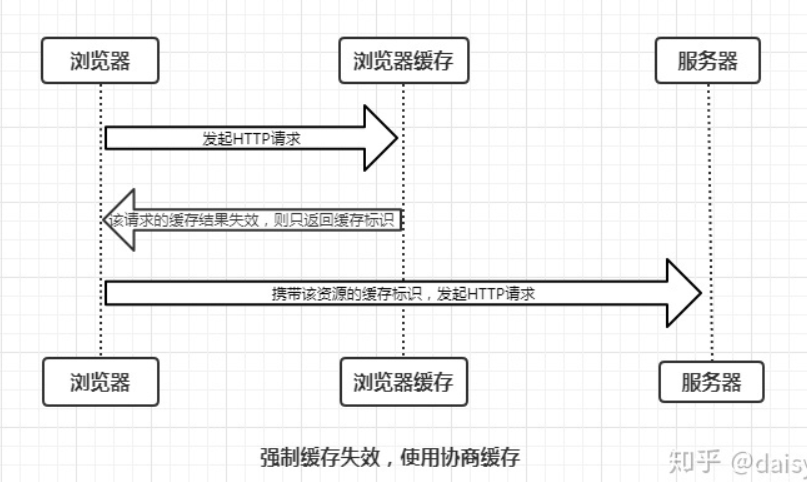 浏览器
浏览器缓存
服务器
发起HTTP请求
该请求的缓存结果失效，则只返回缓存标识
携带该资源的缓存标识，发起HTTP请求
浏览器
浏览器缓存
服务器
强制缓存失效，使用协商缓存
知乎 @daisy